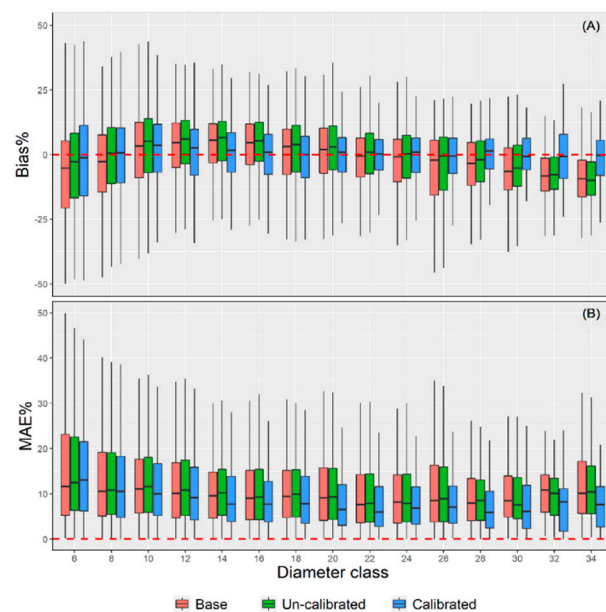 (A)
Bias%
50
25
0
-25
-50
(B)
MAE%
50
40
30
20
10
0
6 8 10 12 14 16 18 20 22 24 26 28 30 32 34
Diameter class
Base Un-calibrated Calibrated